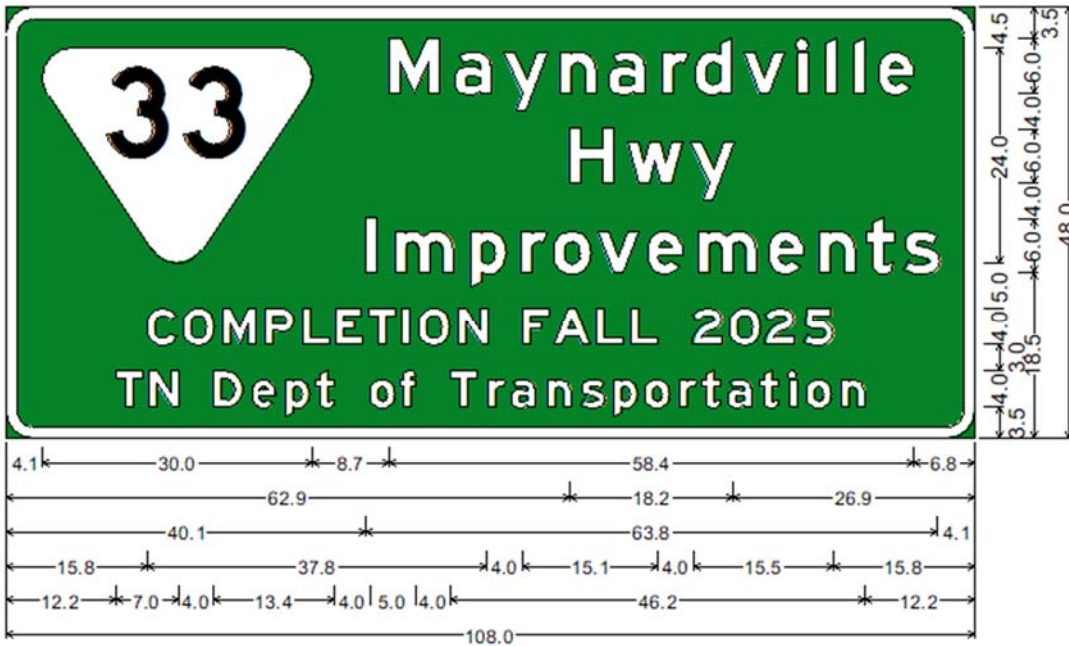 33
Maynardville
Hwy
Improvements
COMPLETION FALL 2025
TN Dept of Transportation
4.5
24.0
5.0
4.0
3.0
4.0
3.5
3.5
6.0
4.0
6.0
4.0
6.0
18.5
48.0
4.1 30.0 8.7 58.4 6.8
62.9 18.2 26.9
40.1 63.8 4.1
15.8 37.8 4.0 15.1 4.0 15.5 15.8
12.2 7.0 4.0 13.4 4.0 5.0 4.0 46.2 12.2
108.0